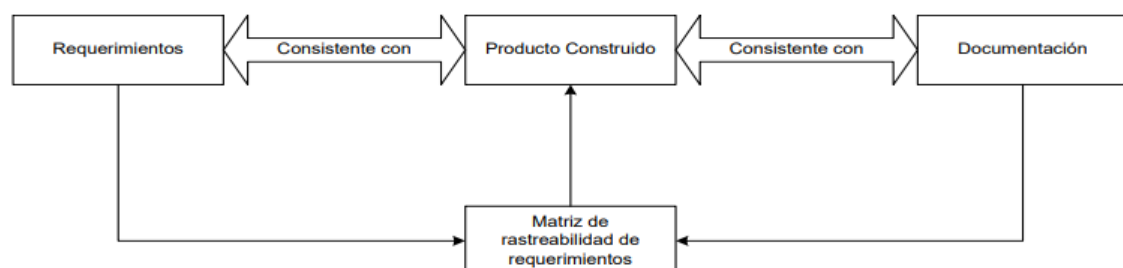 Requerimientos
Consistente con
Producto Construido
Consistente con
Documentación
Matriz de
rastreabilidad de
requerimientos